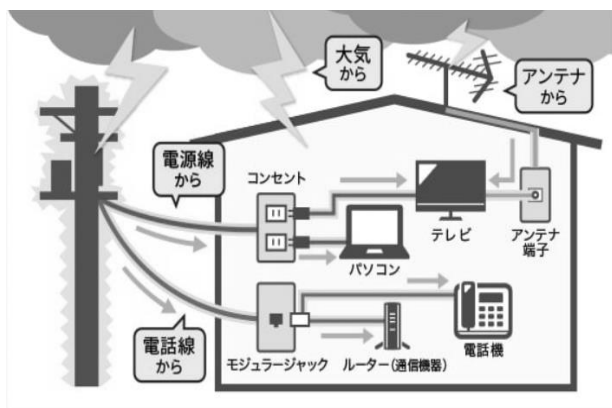 大気
から
アンテナ
から
電源線
から
コンセント
テレビ
アンテナ
端子
パソコン
電話線
から
モジュラージャック
ルーター(通信機器)
電話機